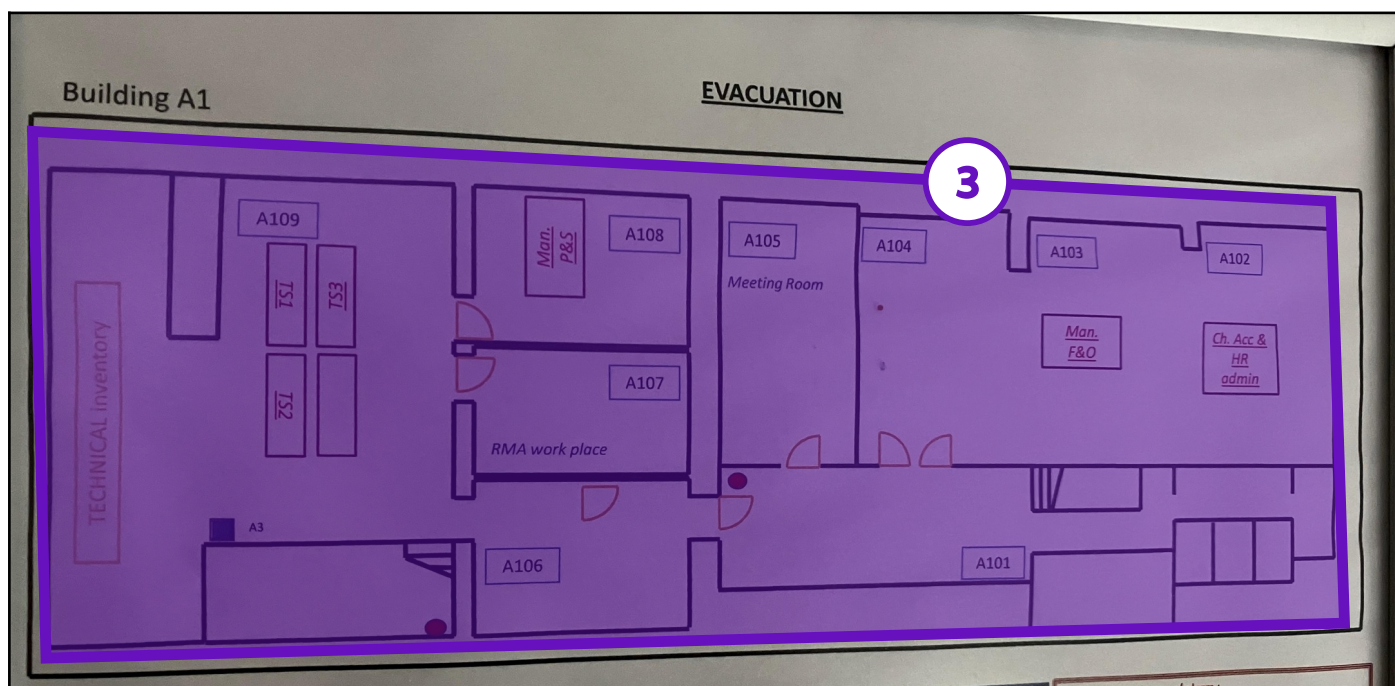 Building A1
EVACUATION
3
A109
A108
A105
A104
A103
A102
Man.
P&S
Meeting Room
TS1
TS3
TECHNICAL inventory
Man.
F&O
Ch. Acc &
HR
admin
A107
TS2
RMA work place
A3
A106
A101